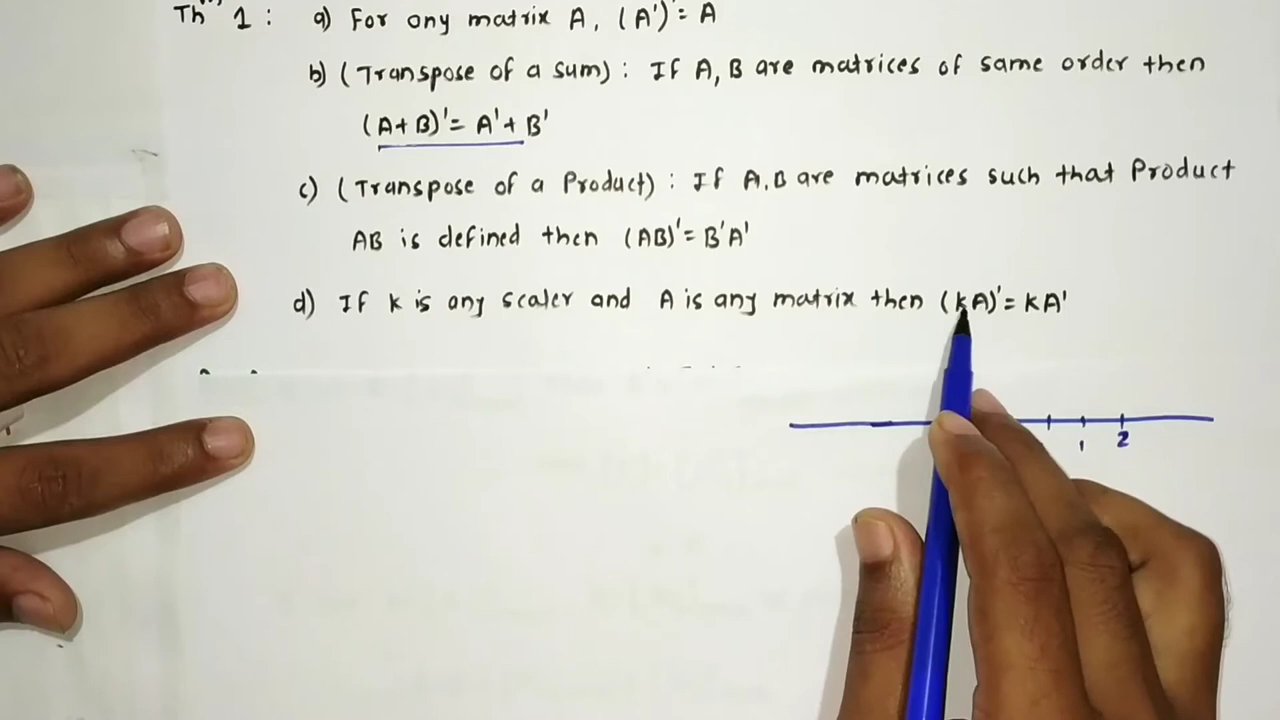 Th 1 : a) For any matrix A, (A')' = A
b) (Transpose of a sum) : If A, B are matrices of same order then
(A+B)' = A' + B'
c) (Transpose of a Product) : If A, B are matrices such that Product
AB is defined then (AB)' = B'A'
d) If k is any scaler and A is any matrix then (kA)' = kA'
1 2